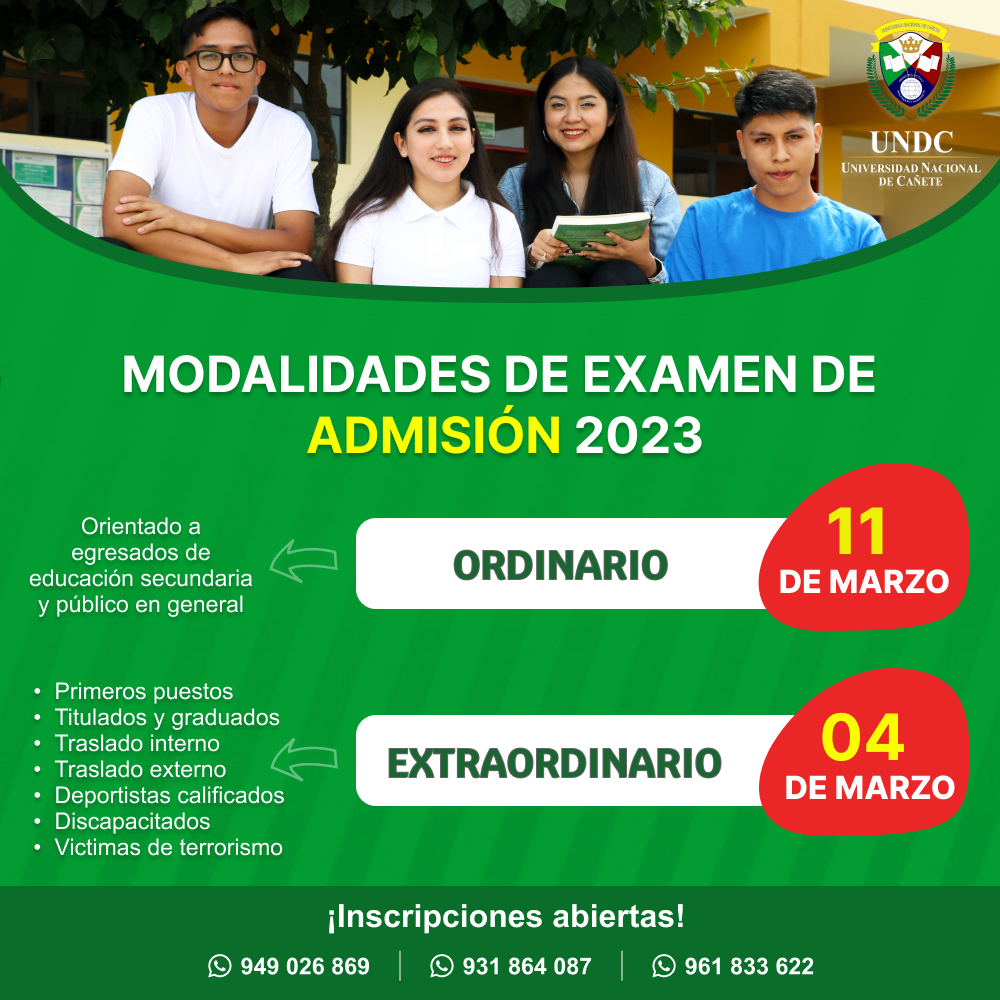 UNDC
UNIVERSIDAD NACIONAL
DE CAÑETE
MODALIDADES DE EXAMEN DE
ADMISIÓN 2023
Orientado a
egresados de
educación secundaria
y público en general
ORDINARIO
11
DE MARZO
• Primeros puestos
• Titulados y graduados
• Traslado interno
• Traslado externo
• Deportistas calificados
• Discapacitados
• Victimas de terrorismo
EXTRAORDINARIO
04
DE MARZO
¡Inscripciones abiertas!
949 026 869
931 864 087
961 833 622